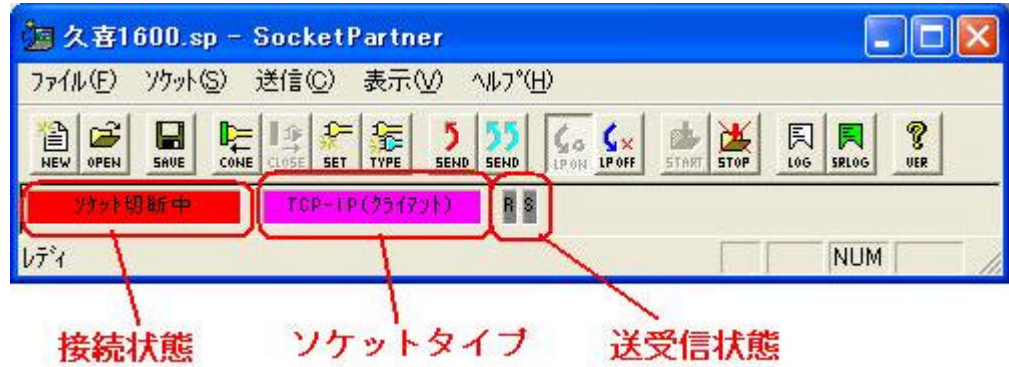 久喜1600.sp - SocketPartner
ファイル(F) ソケット(S) 送信(C) 表示(V) ヘルプ(H)
NEW OPEN SAVE CONE CLOSE SET TYPE SEND SEND LP ON LP OFF START STOP LOG SRLOG VER
ソケット切断中 TCP-IP(クライアント) R S
レディ NUM
接続状態 ソケットタイプ 送受信状態